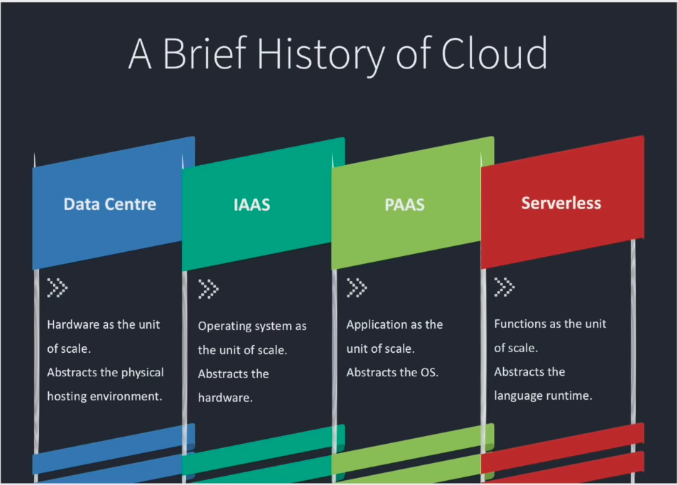 A Brief History of Cloud
Data Centre
IAAS
PAAS
Serverless
Hardware as the unit
of scale.
Abstracts the physical
hosting environment.
Operating system as
the unit of scale.
Abstracts the
hardware.
Application as the
unit of scale.
Abstracts the OS.
Functions as the unit
of scale.
Abstracts the
language runtime.